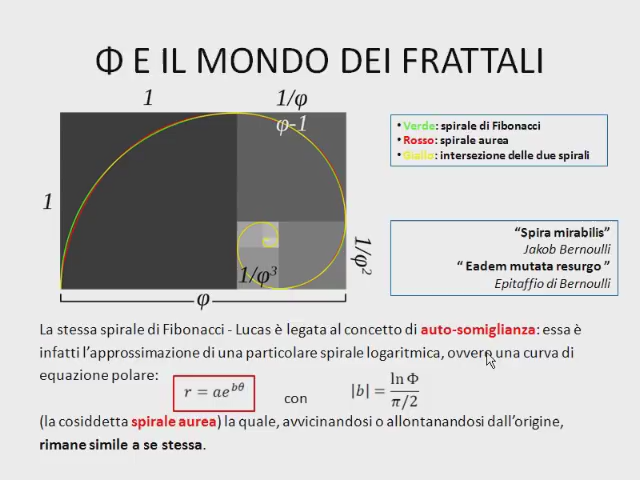 Φ E IL MONDO DEI FRATTALI
1
1/φ
φ-1
1
1/φ²
1/φ³
φ
• Verde: spirale di Fibonacci
• Rosso: spirale aurea
• Giallo: intersezione delle due spirali
“Spira mirabilis”
Jakob Bernoulli
“ Eadem mutata resurgo ”
Epitaffio di Bernoulli
La stessa spirale di Fibonacci - Lucas è legata al concetto di auto-somiglianza: essa è
infatti l’approssimazione di una particolare spirale logaritmica, ovvero una curva di
equazione polare:
r = ae^{bθ} con |b| = ln Φ / π/2
(la cosiddetta spirale aurea) la quale, avvicinandosi o allontanandosi dall’origine,
rimane simile a se stessa.